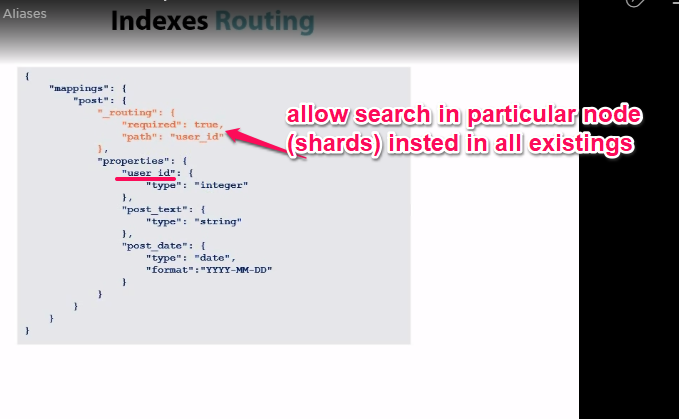 Aliases
Indexes Routing
{
"mappings": {
"post": {
"_routing": {
"required": true,
"path": "user_id"
},
"properties": {
"user_id": {
"type": "integer"
},
"post_text": {
"type": "string"
},
"post_date": {
"type": "date",
"format":"YYYY-MM-DD"
}
}
}
}
}
allow search in particular node
(shards) insted in all existings